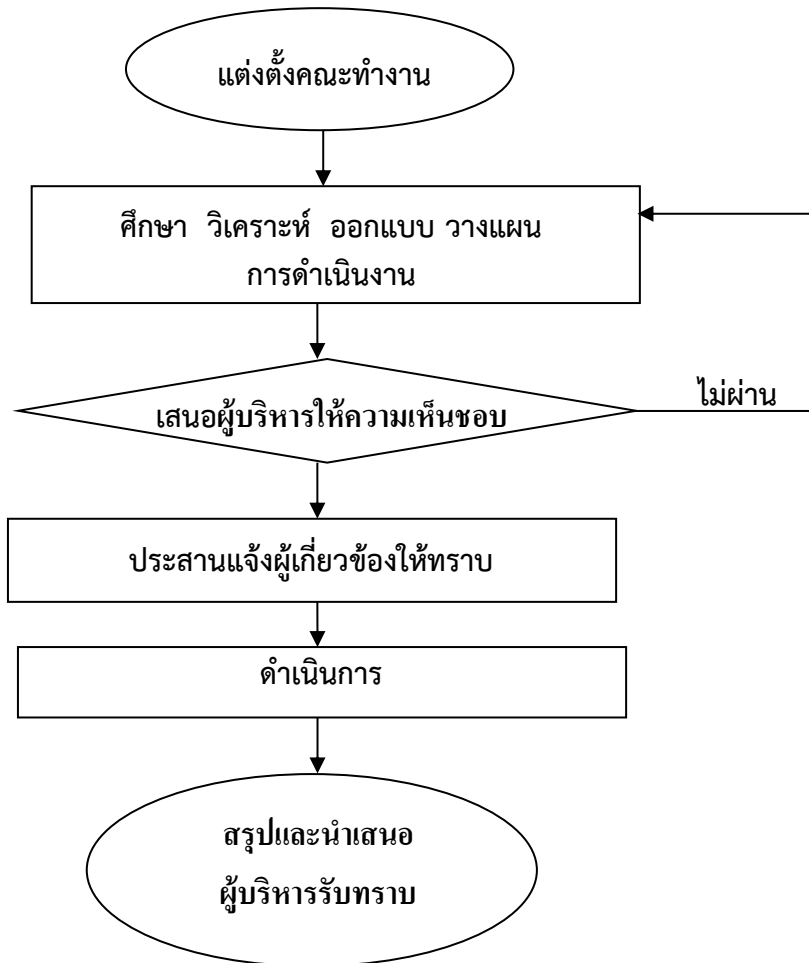 แต่งตั้งคณะทำงาน
ศึกษา วิเคราะห์ ออกแบบ วางแผน
การดำเนินงาน
เสนอผู้บริหารให้ความเห็นชอบ
ไม่ผ่าน
ประสานแจ้งผู้เกี่ยวข้องให้ทราบ
ดำเนินการ
สรุปและนำเสนอ
ผู้บริหารรับทราบ